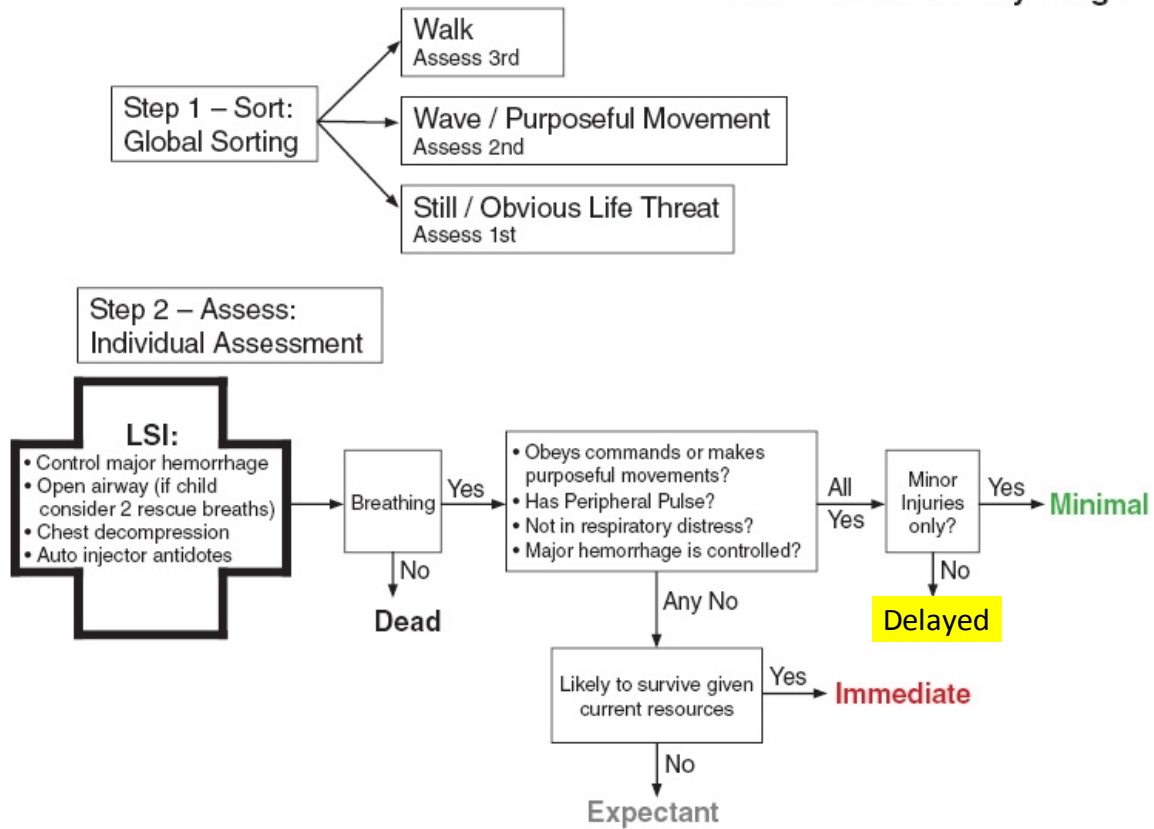 Walk
Assess 3rd
Step 1 – Sort:
Global Sorting
Wave / Purposeful Movement
Assess 2nd
Still / Obvious Life Threat
Assess 1st
Step 2 – Assess:
Individual Assessment
LSI:
• Control major hemorrhage
• Open airway (if child
consider 2 rescue breaths)
• Chest decompression
• Auto injector antidotes
Breathing
Yes
No
Dead
• Obeys commands or makes
purposeful movements?
• Has Peripheral Pulse?
• Not in respiratory distress?
• Major hemorrhage is controlled?
All
Yes
Minor
Injuries
only?
Yes
Minimal
No
Delayed
Any No
Likely to survive given
current resources
Yes
Immediate
No
Expectant